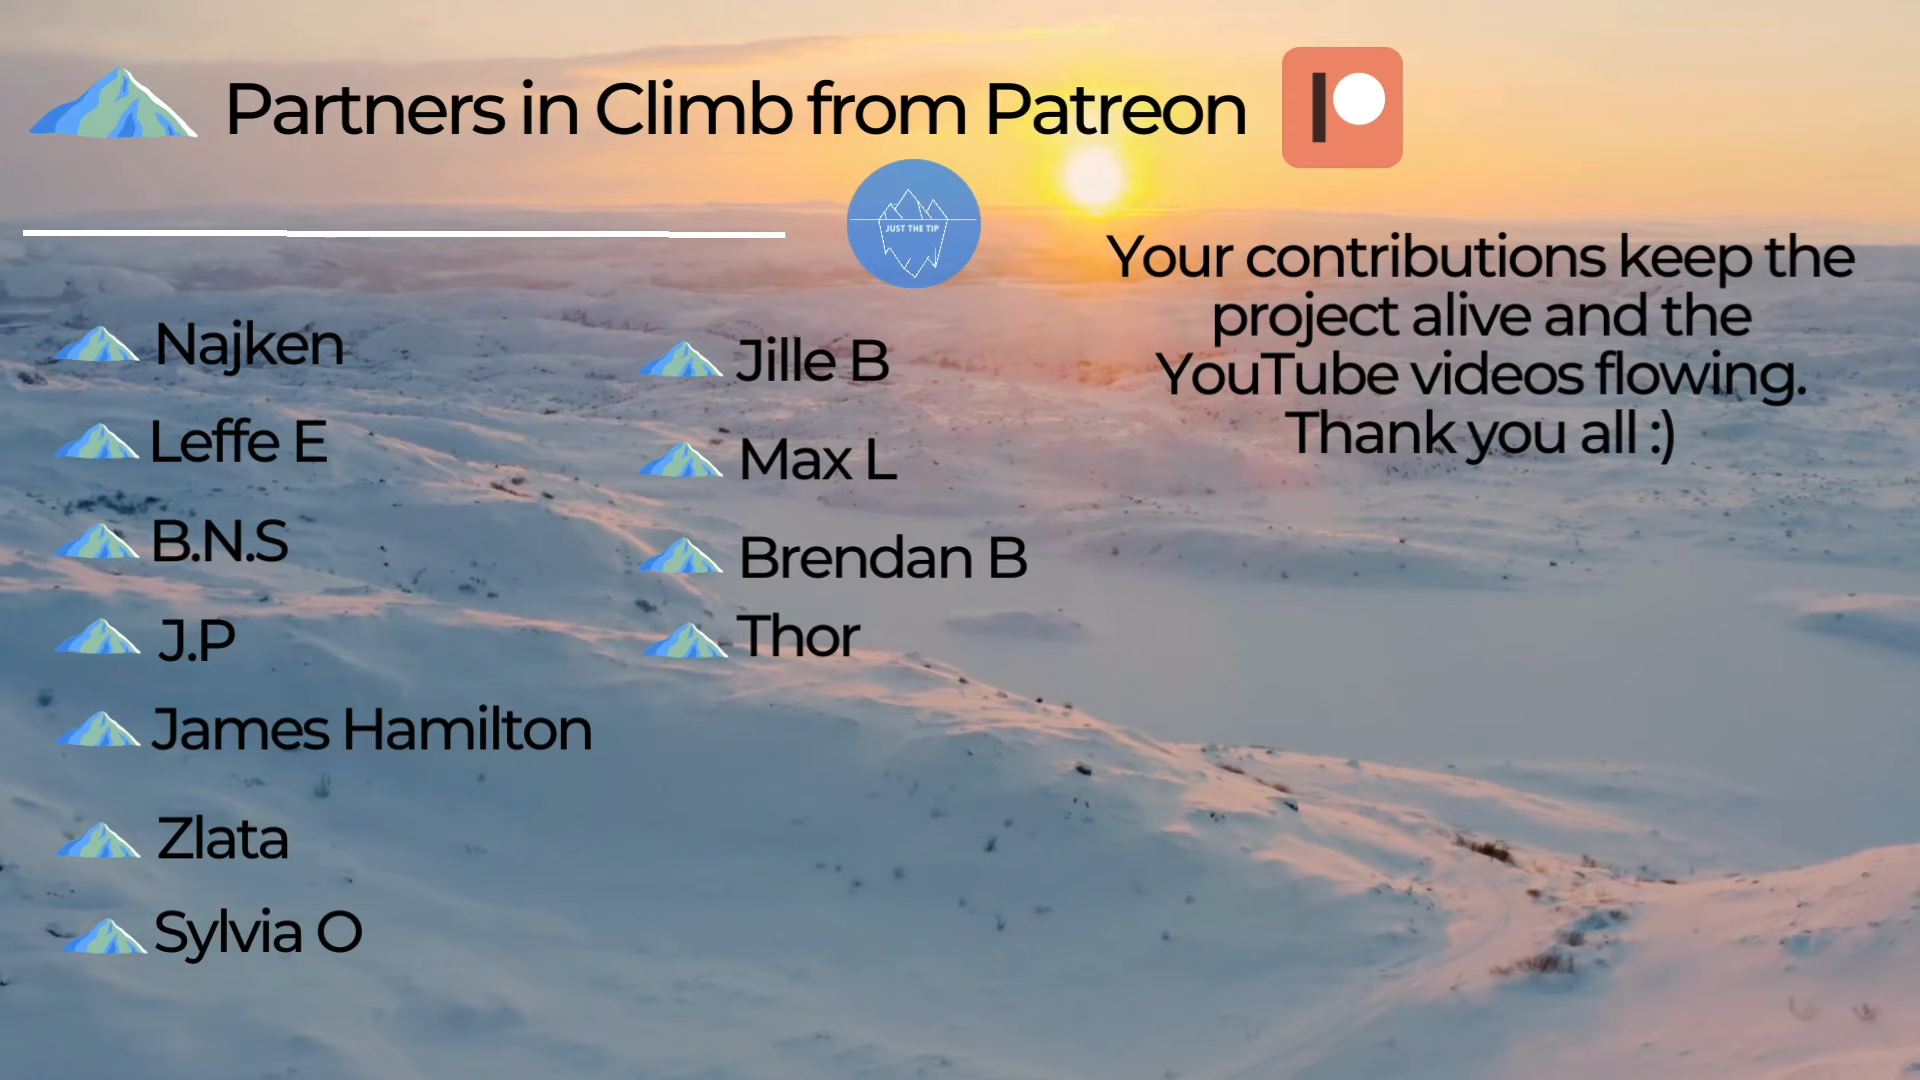 Partners in Climb from Patreon
JUST THE TIP
Your contributions keep the
project alive and the
YouTube videos flowing.
Thank you all :)
Najken
Leffe E
B.N.S
J.P
James Hamilton
Zlata
Sylvia O
Jille B
Max L
Brendan B
Thor